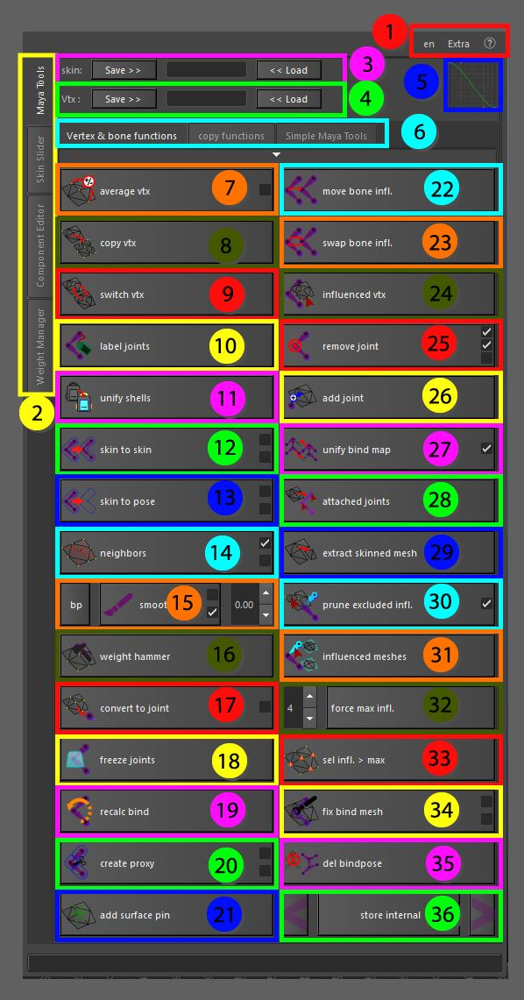 1
en Extra ?
skin: Save >> << Load 3
Vtx : Save >> << Load 4
5
Maya Tools
Skin Slider
Component Editor
Weight Manager
2
Vertex & bone functions copy functions Simple Maya Tools 6
average vtx 7
move bone infl. 22
copy vtx 8
swap bone infl. 23
switch vtx 9
influenced vtx 24
label joints 10
remove joint 25
unify shells 11
add joint 26
skin to skin 12
unify bind map 27
skin to pose 13
attached joints 28
neighbors 14
extract skinned mesh 29
bp smoot 15 0.00
prune excluded infl. 30
weight hammer 16
influenced meshes 31
convert to joint 17
4 force max infl. 32
freeze joints 18
sel infl. > max 33
recalc bind 19
fix bind mesh 34
create proxy 20
del bindpose 35
add surface pin 21
store internal 36